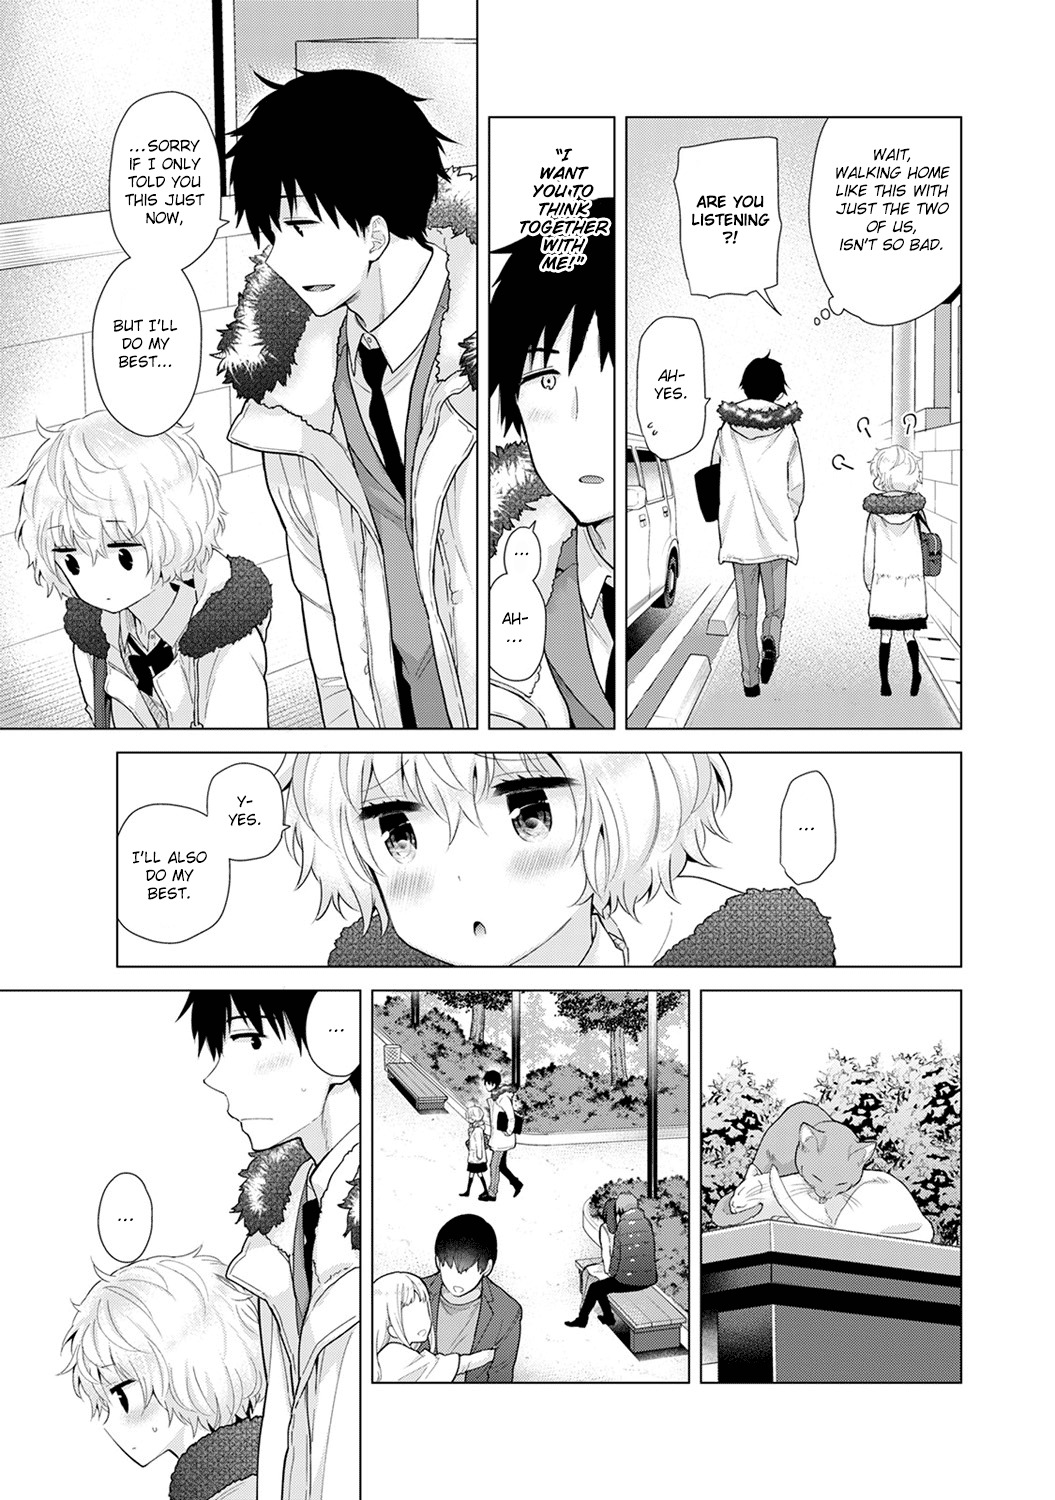 WAIT,
WALKING HOME
LIKE THIS WITH
JUST THE TWO
OF US,
ISN'T SO BAD.
ARE YOU
LISTENING
?!
AH-
YES.
"I
WANT
YOU TO
THINK
TOGETHER
WITH
ME!"
...
AH-
...
...SORRY
IF I ONLY
TOLD YOU
THIS JUST
NOW,
BUT I'LL
DO MY
BEST...
...
Y-
YES.
I'LL ALSO
DO MY
BEST.
...
...